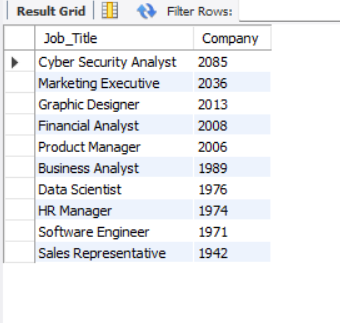 Result Grid Filter Rows:
Job_Title Company
Cyber Security Analyst 2085
Marketing Executive 2036
Graphic Designer 2013
Financial Analyst 2008
Product Manager 2006
Business Analyst 1989
Data Scientist 1976
HR Manager 1974
Software Engineer 1971
Sales Representative 1942